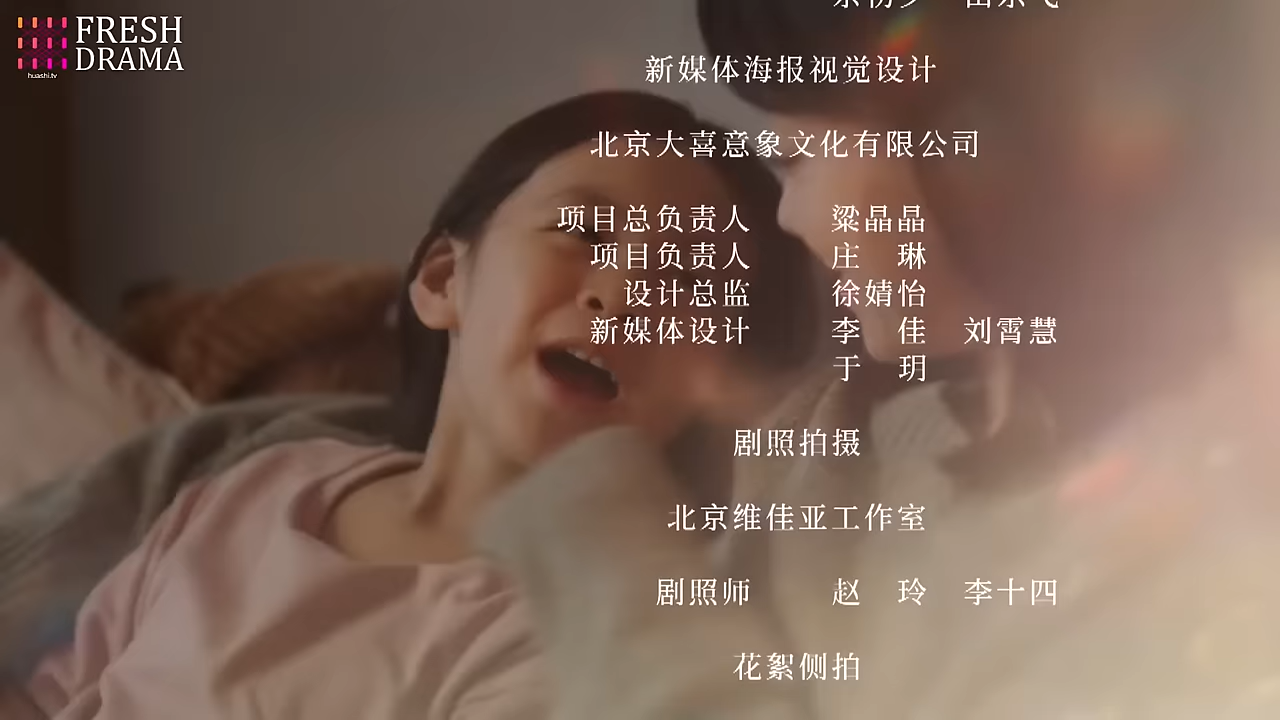 FRESH
DRAMA
huashi.tv
新媒体海报视觉设计
北京大喜意象文化有限公司
项目总负责人 梁晶晶
项目负责人 庄 琳
设计总监 徐婧怡
新媒体设计 李 佳 刘霄慧
于 玥
剧照拍摄
北京维佳亚工作室
剧照师 赵 玲 李十四
花絮侧拍